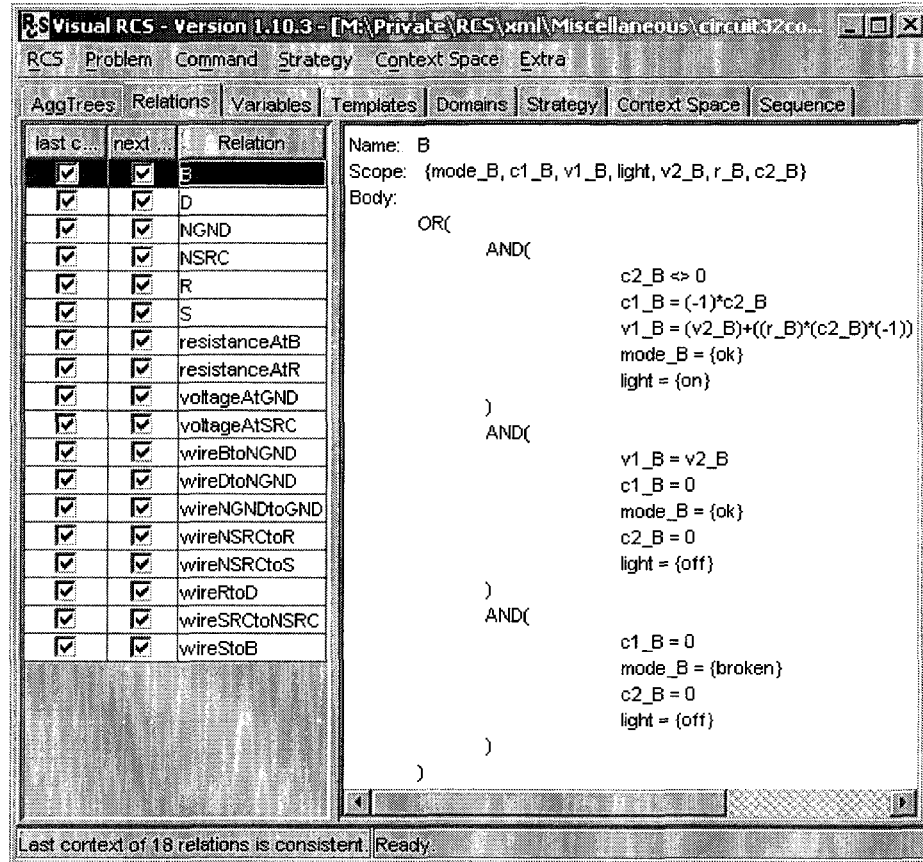 Visual RCS - Version 1.10.3 - [M:\Private\RCS\xml\Miscellaneous\circuit32co...
RCS Problem Command Strategy Context Space Extra
AggTrees Relations Variables Templates Domains Strategy Context Space Sequence
last c... next ... Relation
B
D
NGND
NSRC
R
S
resistanceAtB
resistanceAtR
voltageAtGND
voltageAtSRC
wireBtoNGND
wireDtoNGND
wireNGNDtoGND
wireNSRCtoR
wireNSRCtoS
wireRtoD
wireSRCtoNSRC
wireStoB
Name: B
Scope: {mode_B, c1_B, v1_B, light, v2_B, r_B, c2_B}
Body:
OR(
AND(
c2_B <> 0
c1_B = (-1)*c2_B
v1_B = (v2_B)+((r_B)*(c2_B)*(-1))
mode_B = {ok}
light = {on}
)
AND(
v1_B = v2_B
c1_B = 0
mode_B = {ok}
c2_B = 0
light = {off}
)
AND(
c1_B = 0
mode_B = {broken}
c2_B = 0
light = {off}
)
)
Last context of 18 relations is consistent. Ready.